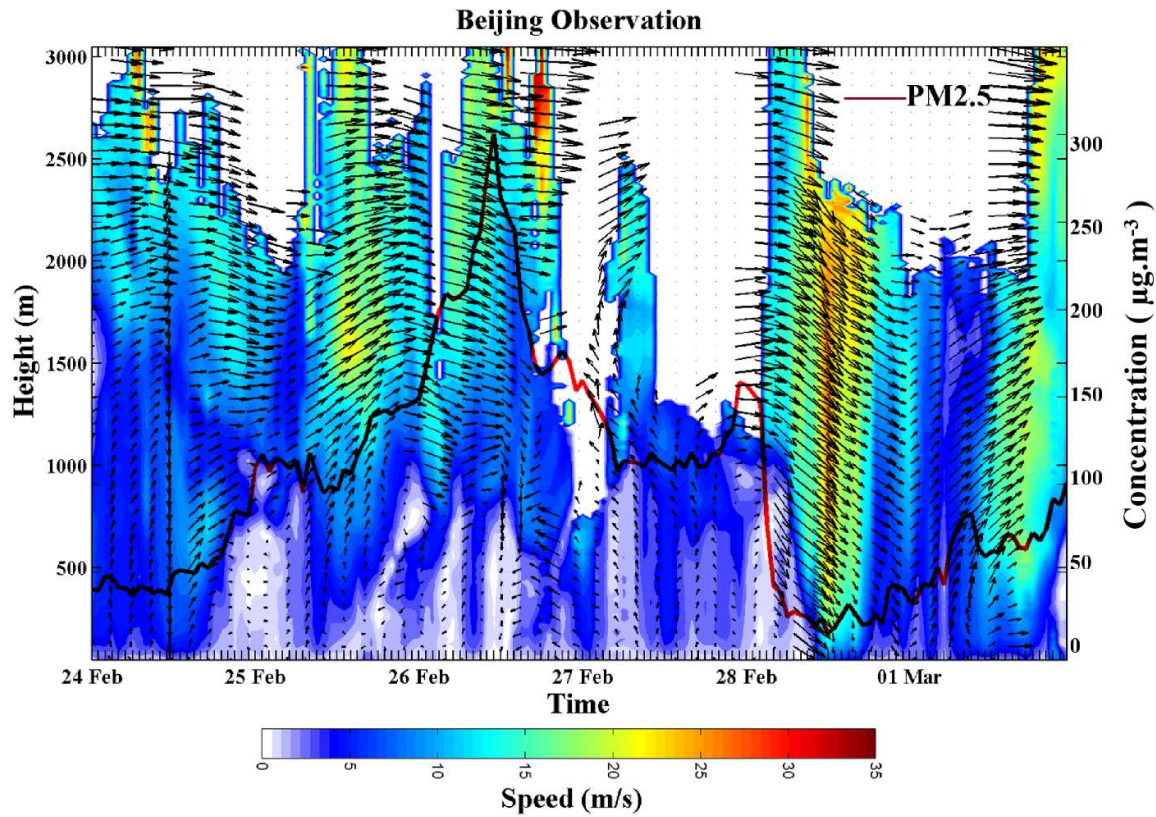 Beijing Observation
3000
2500
2000
1500
1000
500
Height (m)
PM2.5
300
250
200
150
100
50
0
Concentration ( µg.m-3 )
24 Feb 25 Feb 26 Feb 27 Feb 28 Feb 01 Mar
Time
0 5 10 15 20 25 30 35
Speed (m/s)